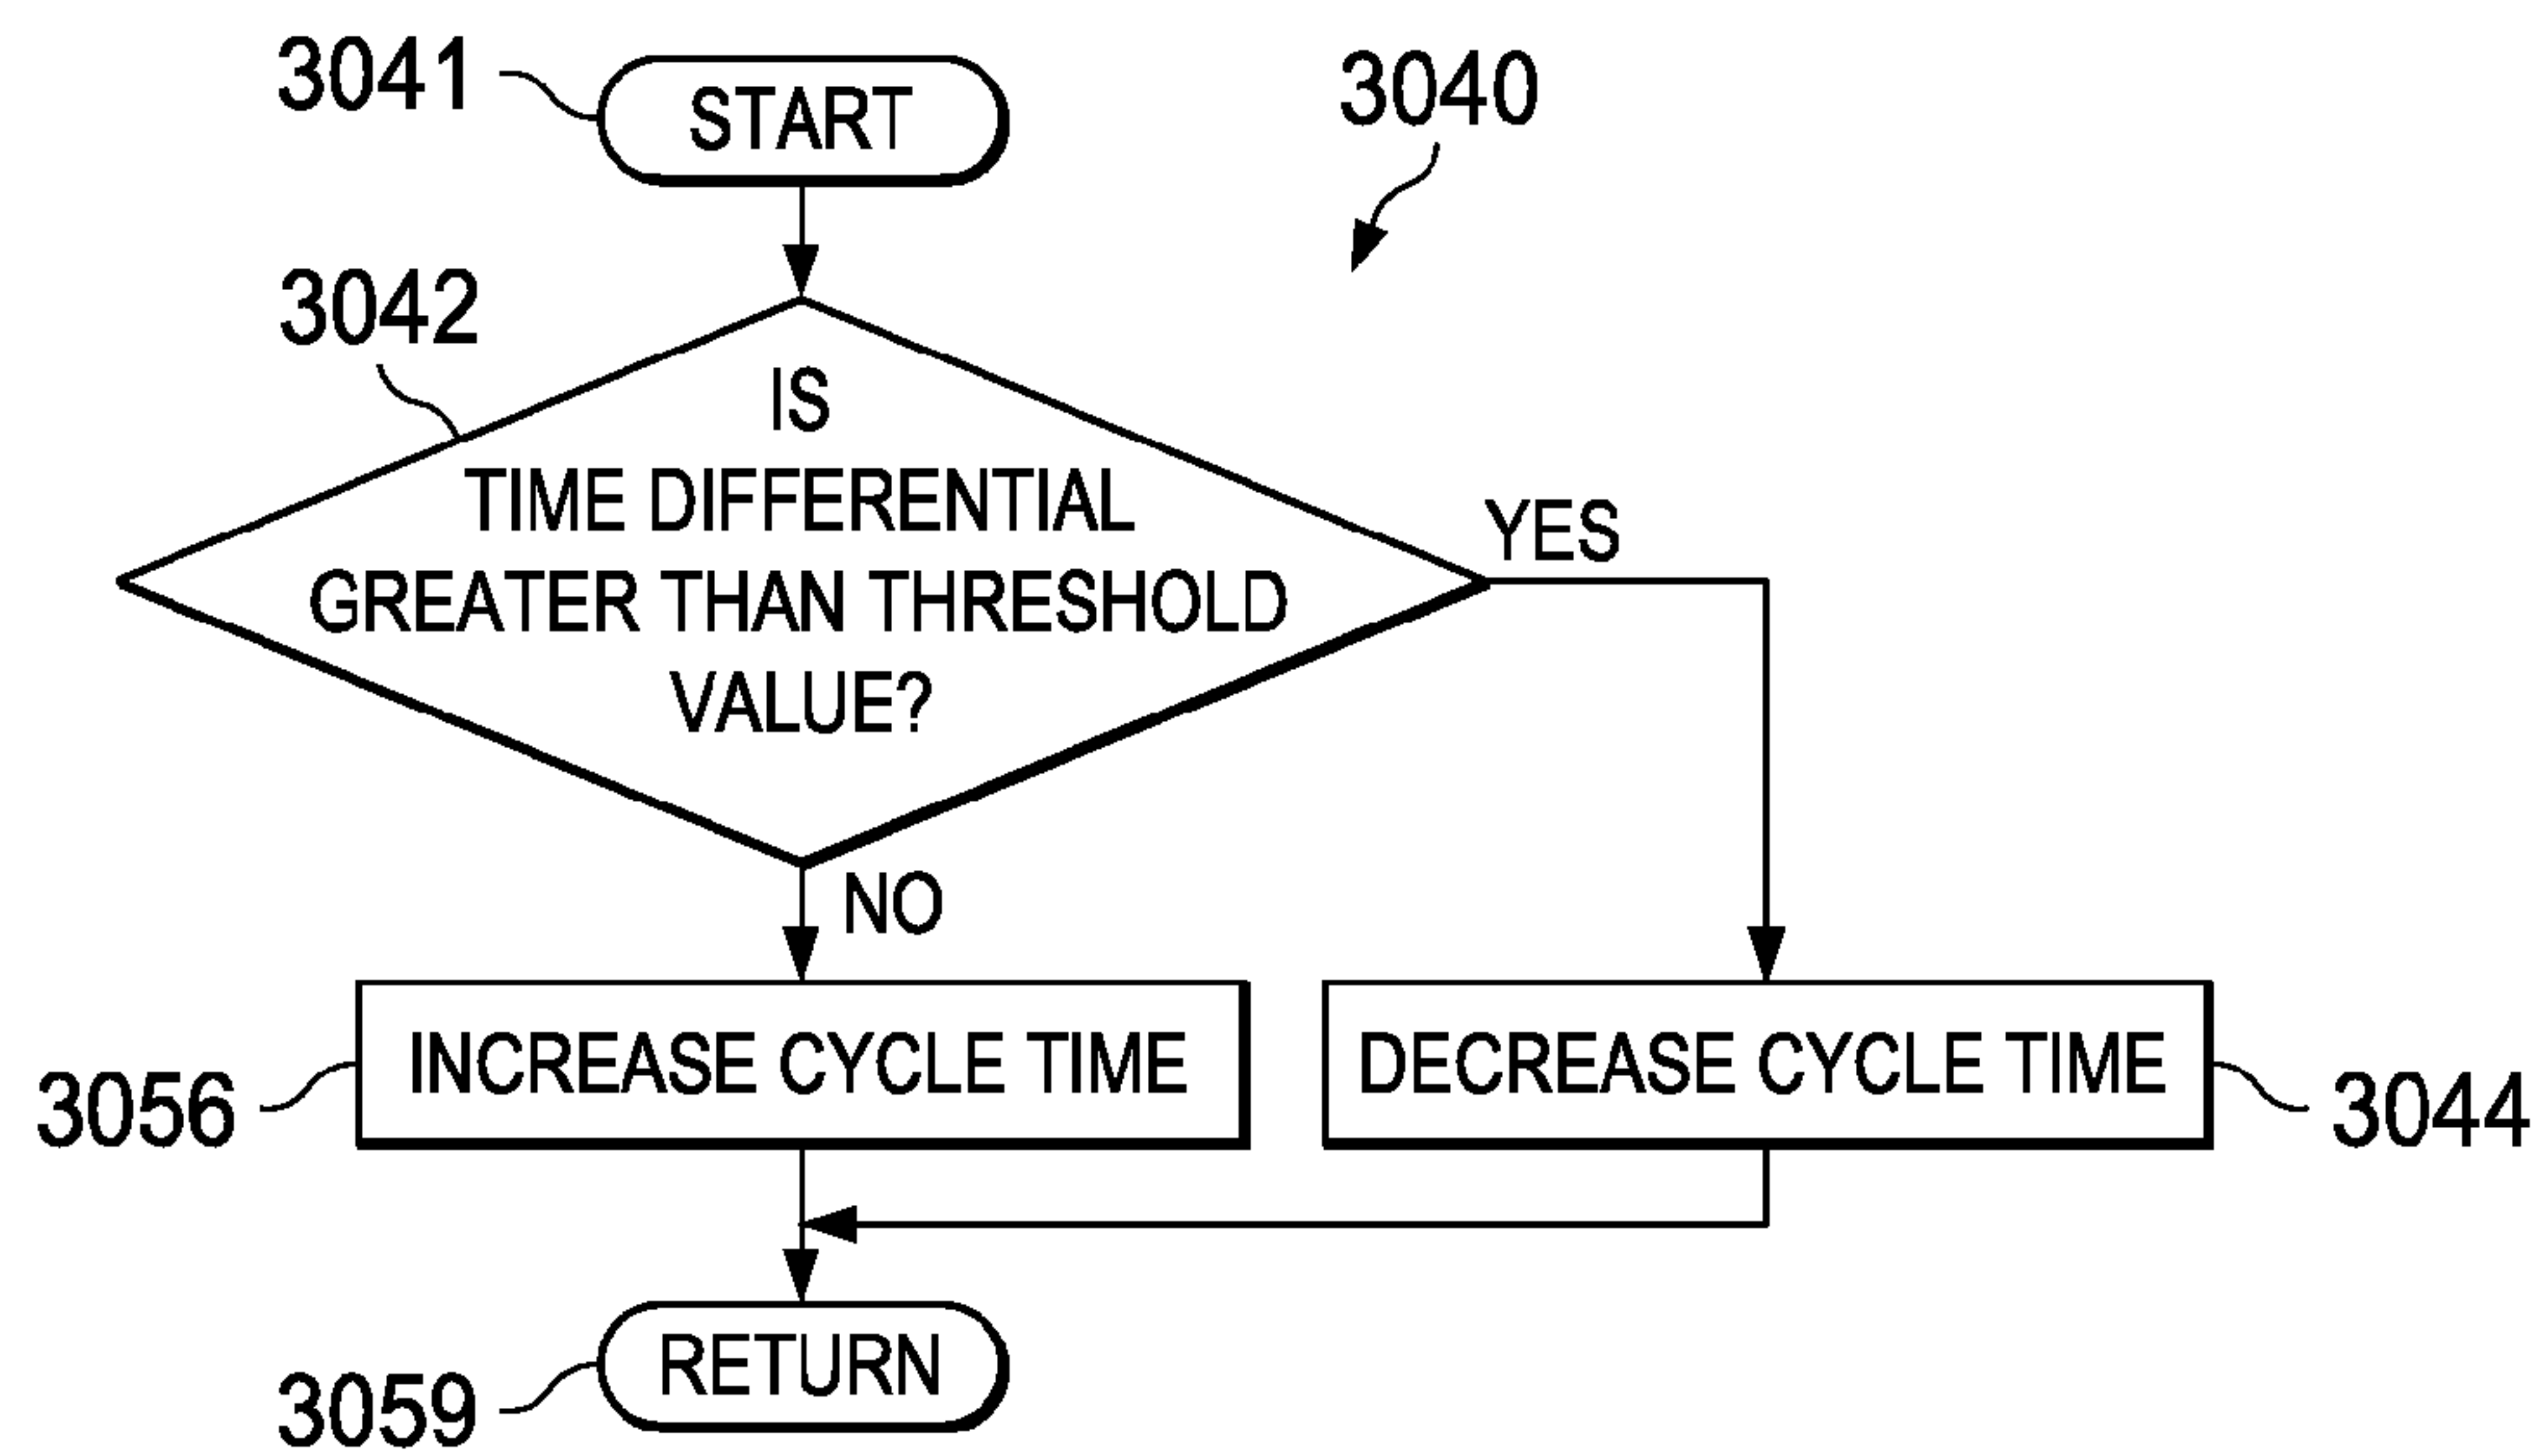 3041
START
3040
3042
IS
TIME DIFFERENTIAL
GREATER THAN THRESHOLD
VALUE?
YES
NO
3056
INCREASE CYCLE TIME
DECREASE CYCLE TIME
3044
3059
RETURN